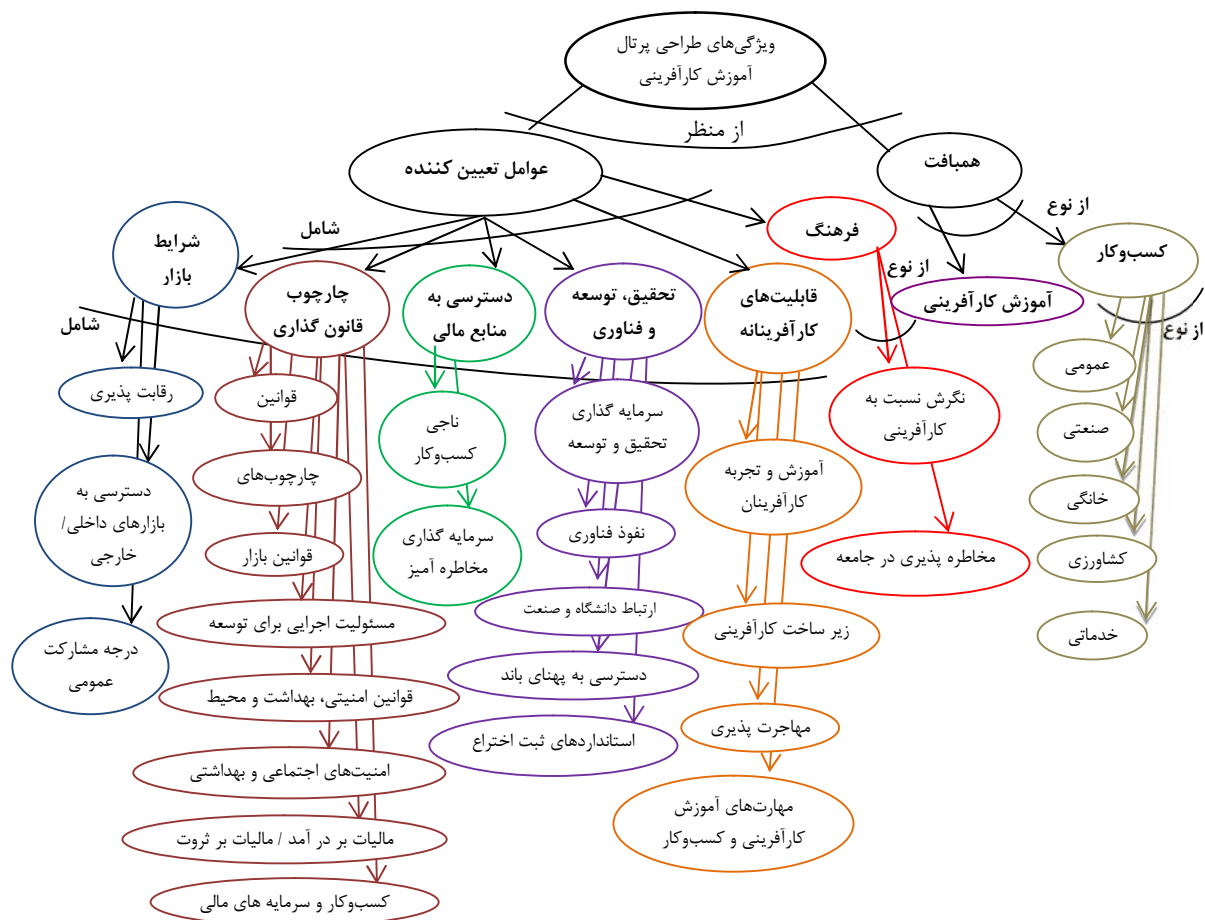 ویژگی‌های طراحی پرتال
آموزش کارآفرینی
از منظر
همبافت
عوامل تعیین کننده
از نوع
شامل
فرهنگ
کسب‌وکار
شرایط
بازار
از نوع
آموزش کارآفرینی
چارچوب
قانون گذاری
دسترسی به
منابع مالی
تحقیق، توسعه
و فناوری
قابلیت‌های
کارآفرینانه
از نوع
شامل
عمومی
صنعتی
خانگی
کشاورزی
خدماتی
نگرش نسبت به
کارآفرینی
مخاطره پذیری در جامعه
آموزش و تجربه
کارآفرینان
زیر ساخت کارآفرینی
مهاجرت پذیری
مهارت‌های آموزش
کارآفرینی و کسب‌وکار
سرمایه گذاری
تحقیق و توسعه
نفوذ فناوری
ارتباط دانشگاه و صنعت
دسترسی به پهنای باند
استانداردهای ثبت اختراع
ناجی
کسب‌وکار
سرمایه گذاری
مخاطره آمیز
قوانین
چارچوب‌های
قوانین بازار
مسئولیت اجرایی برای توسعه
قوانین امنیتی، بهداشت و محیط
امنیت‌های اجتماعی و بهداشتی
مالیات بر در آمد / مالیات بر ثروت
کسب‌وکار و سرمایه های مالی
رقابت پذیری
دسترسی به
بازارهای داخلی/
خارجی
درجه مشارکت
عمومی